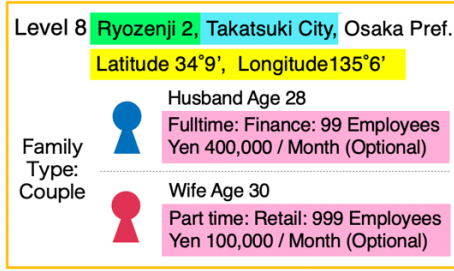 Level 8 Ryozenji 2, Takatsuki City, Osaka Pref.
Latitude 34˚9’, Longitude135˚6’
Husband Age 28
Fulltime: Finance: 99 Employees
Yen 400,000 / Month (Optional)
Family
Type:
Couple
Wife Age 30
Part time: Retail: 999 Employees
Yen 100,000 / Month (Optional)